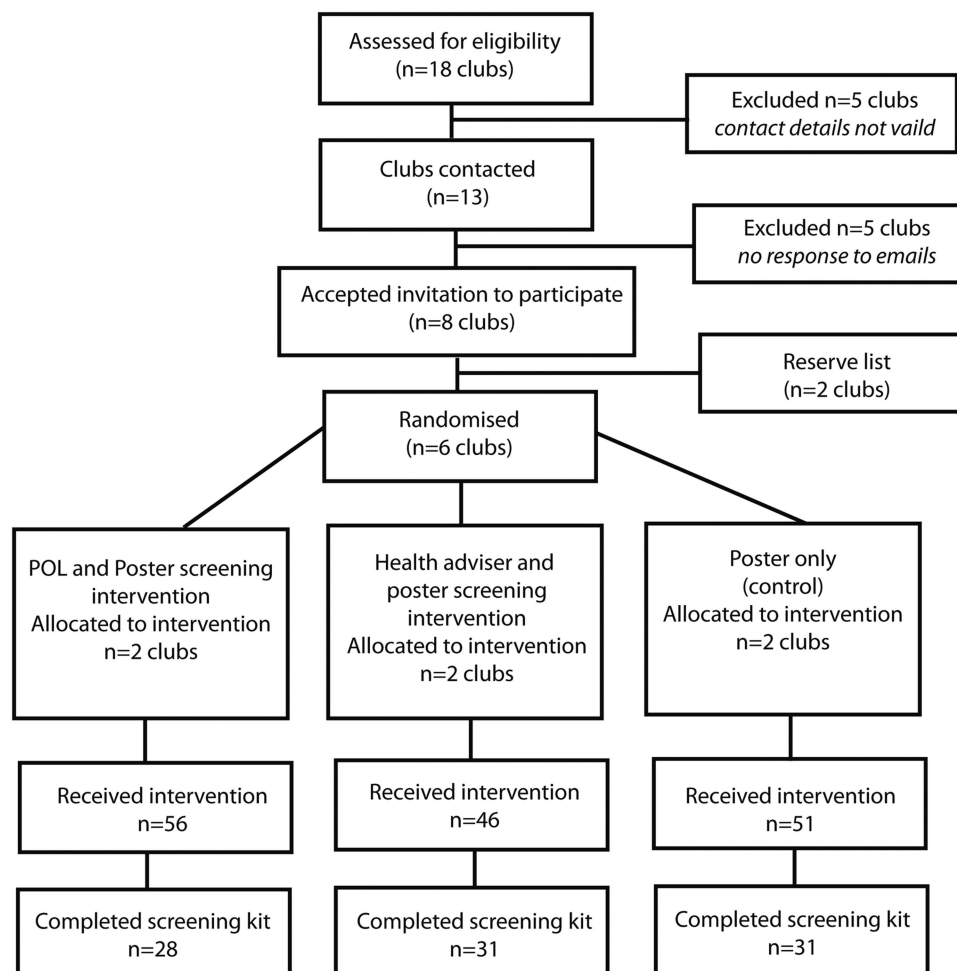 Assessed for eligibility
(n=18 clubs)
Excluded n=5 clubs
contact details not vaild
Clubs contacted
(n=13)
Excluded n=5 clubs
no response to emails
Accepted invitation to participate
(n=8 clubs)
Reserve list
(n=2 clubs)
Randomised
(n=6 clubs)
POL and Poster screening
intervention
Allocated to intervention
n=2 clubs
Health adviser and
poster screening
intervention
Allocated to intervention
n=2 clubs
Poster only
(control)
Allocated to intervention
n=2 clubs
Received intervention
n=56
Received intervention
n=46
Received intervention
n=51
Completed screening kit
n=28
Completed screening kit
n=31
Completed screening kit
n=31